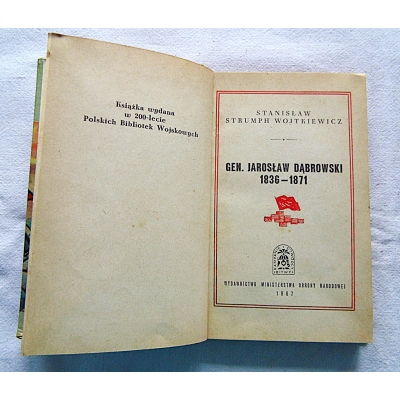 Książka wydana
w 200-lecie
Polskich Bibliotek Wojskowych
STANISŁAW
STRUMPH WOJTKIEWICZ
GEN. JAROSŁAW DĄBROWSKI
1836—1871
WYDAWNICTWO MINISTERSTWA OBRONY NARODOWEJ
1967